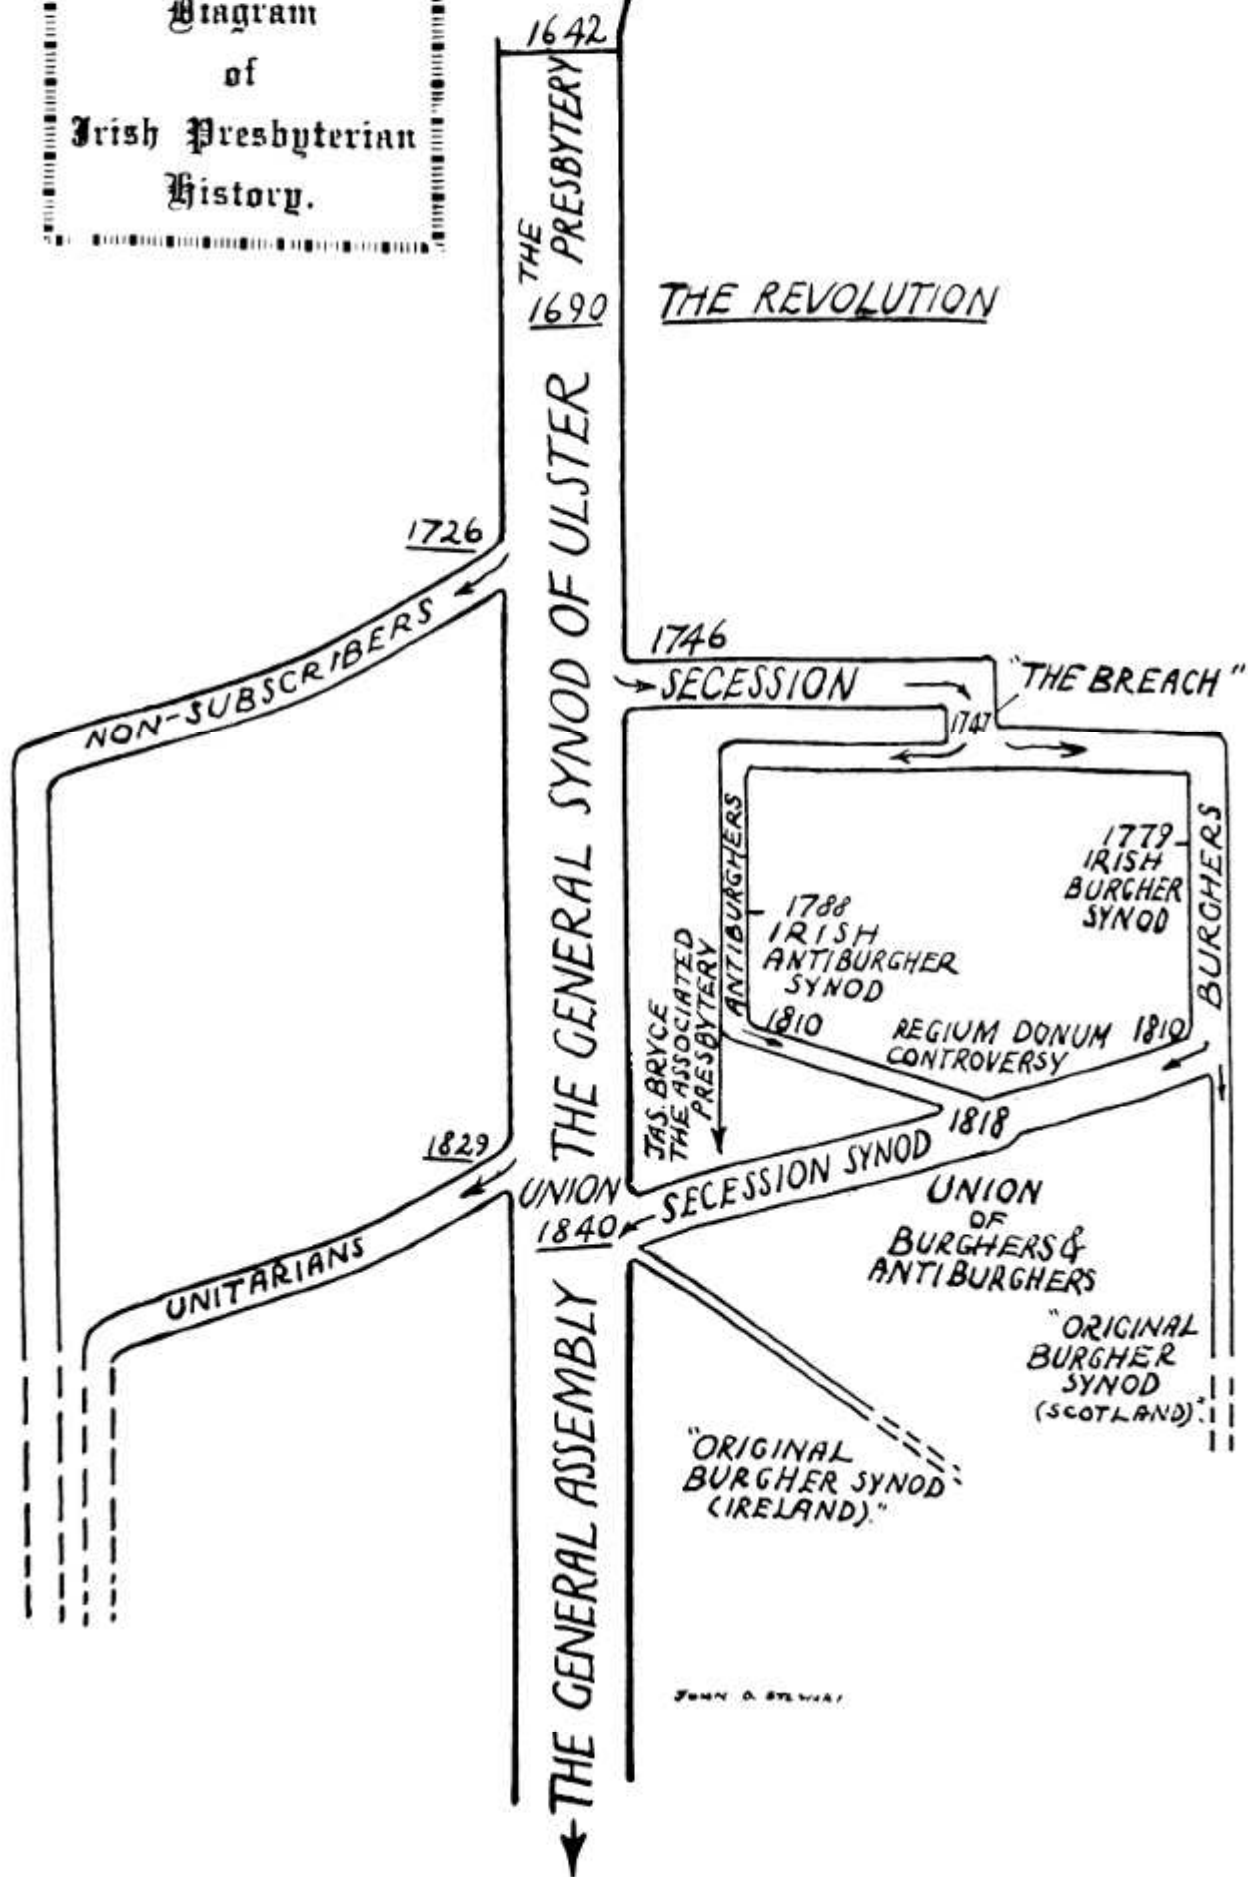 Diagram
of
Irish Presbyterian
History.
1642
THE PRESBYTERY
1690
THE REVOLUTION
THE GENERAL SYNOD OF ULSTER
1726
NON-SUBSCRIBERS
1746
SECESSION
"THE BREACH"
1747
ANTIBURGHERS
1788
IRISH
ANTIBURGHER
SYNOD
1779
IRISH
BURGHER
SYNOD
BURGHERS
JAS. BRYCE
THE ASSOCIATED
PRESBYTERY
1810
REGIUM DONUM
CONTROVERSY
1810
1818
SECESSION SYNOD
UNION
OF
BURGHERS &
ANTIBURGHERS
1829
UNITARIANS
UNION
1840
"ORIGINAL
BURGHER
SYNOD
(SCOTLAND)."
"ORIGINAL
BURGHER SYNOD
(IRELAND)."
THE GENERAL ASSEMBLY
JOHN D. STEWART